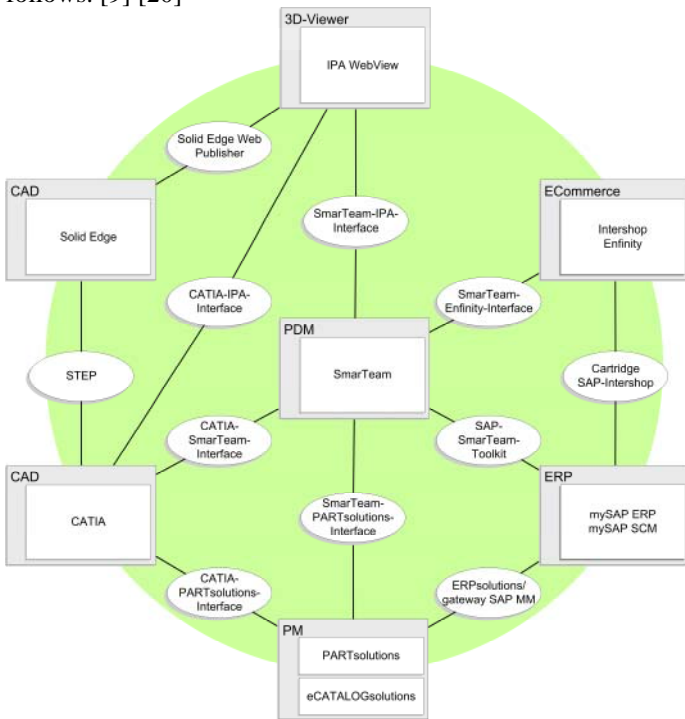 follows. [9] [20]
3D-Viewer
IPA WebView
Solid Edge Web
Publisher
CAD
Solid Edge
SmarTeam-IPA-
Interface
ECommerce
Intershop
Enfinity
CATIA-IPA-
Interface
SmarTeam-
Enfinity-Interface
PDM
SmarTeam
STEP
Cartridge
SAP-Intershop
CATIA-
SmarTeam-
Interface
SAP-
SmarTeam-
Toolkit
CAD
CATIA
ERP
mySAP ERP
mySAP SCM
SmarTeam-
PARTsolutions-
Interface
CATIA-
PARTsolutions-
Interface
ERPsolutions/
gateway SAP MM
PM
PARTsolutions
eCATALOGsolutions